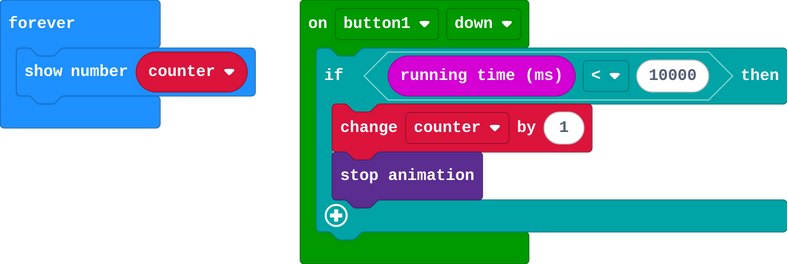 forever
show number counter
on button1 down
if running time (ms) < 10000 then
change counter by 1
stop animation